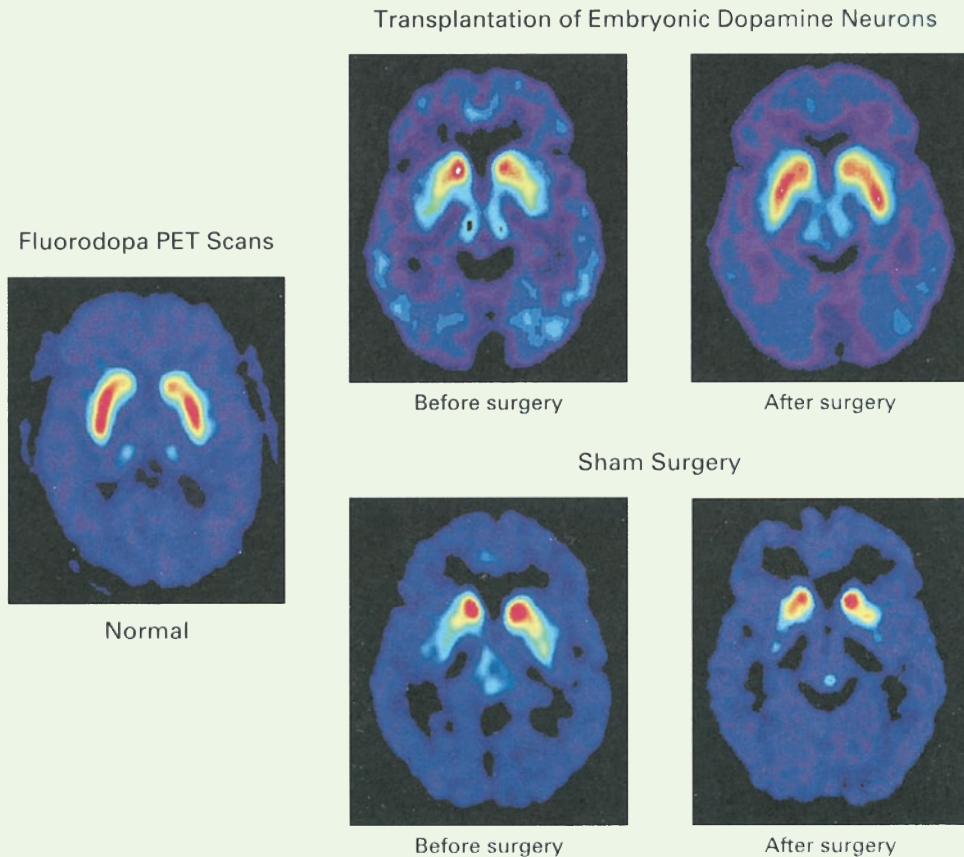 Transplantation of Embryonic Dopamine Neurons
Fluorodopa PET Scans
Before surgery
After surgery
Sham Surgery
Normal
Before surgery
After surgery